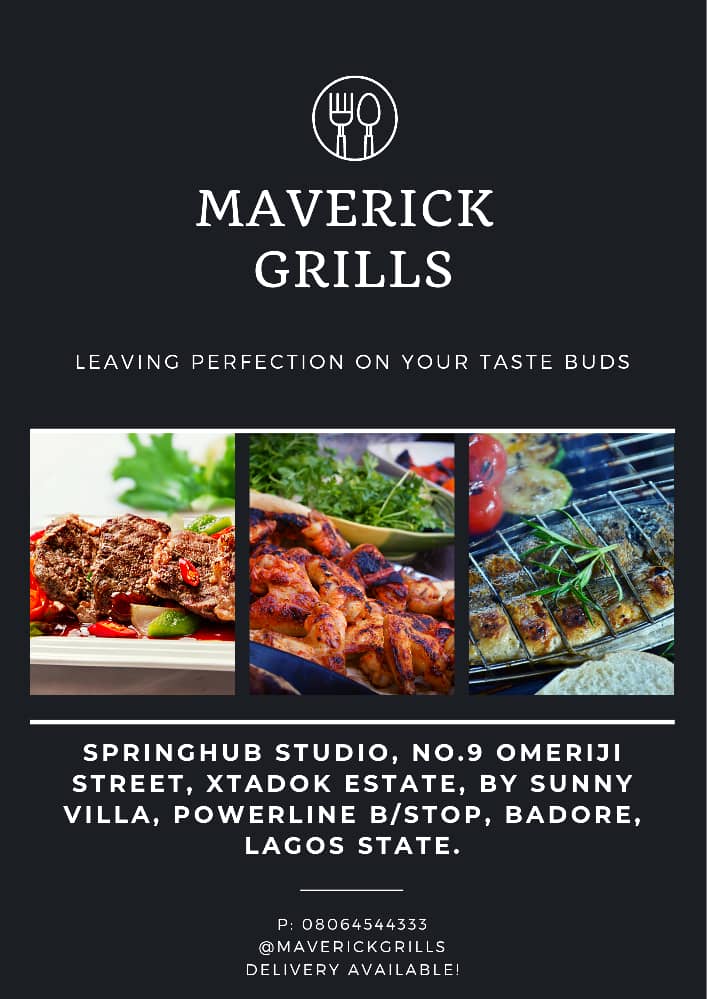 MAVERICK
GRILLS
LEAVING PERFECTION ON YOUR TASTE BUDS
SPRINGHUB STUDIO, NO.9 OMERIJI
STREET, XTADOK ESTATE, BY SUNNY
VILLA, POWERLINE B/STOP, BADORE,
LAGOS STATE.
P: 08064544333
@MAVERICKGRILLS
DELIVERY AVAILABLE!